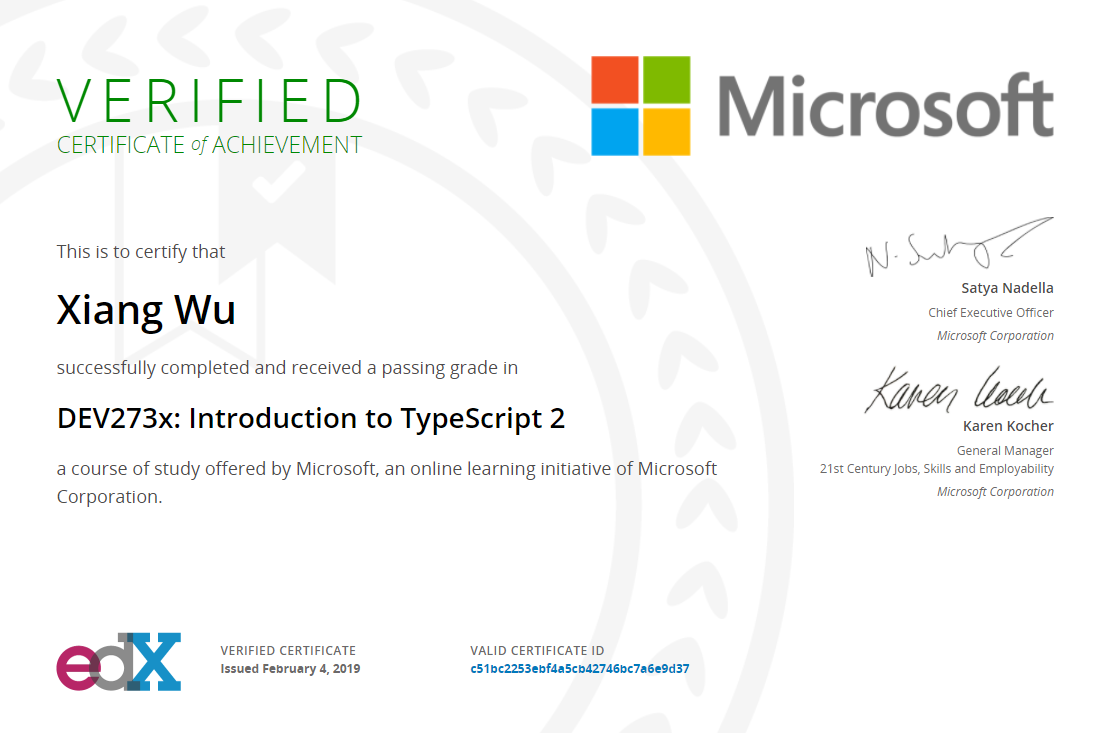 VERIFIED
CERTIFICATE of ACHIEVEMENT
Microsoft
This is to certify that
Xiang Wu
successfully completed and received a passing grade in
DEV273x: Introduction to TypeScript 2
a course of study offered by Microsoft, an online learning initiative of Microsoft
Corporation.
N. Satya
Satya Nadella
Chief Executive Officer
Microsoft Corporation
Karen Kocher
Karen Kocher
General Manager
21st Century Jobs, Skills and Employability
Microsoft Corporation
edX
VERIFIED CERTIFICATE
Issued February 4, 2019
VALID CERTIFICATE ID
c51bc2253ebf4a5cb42746bc7a6e9d37